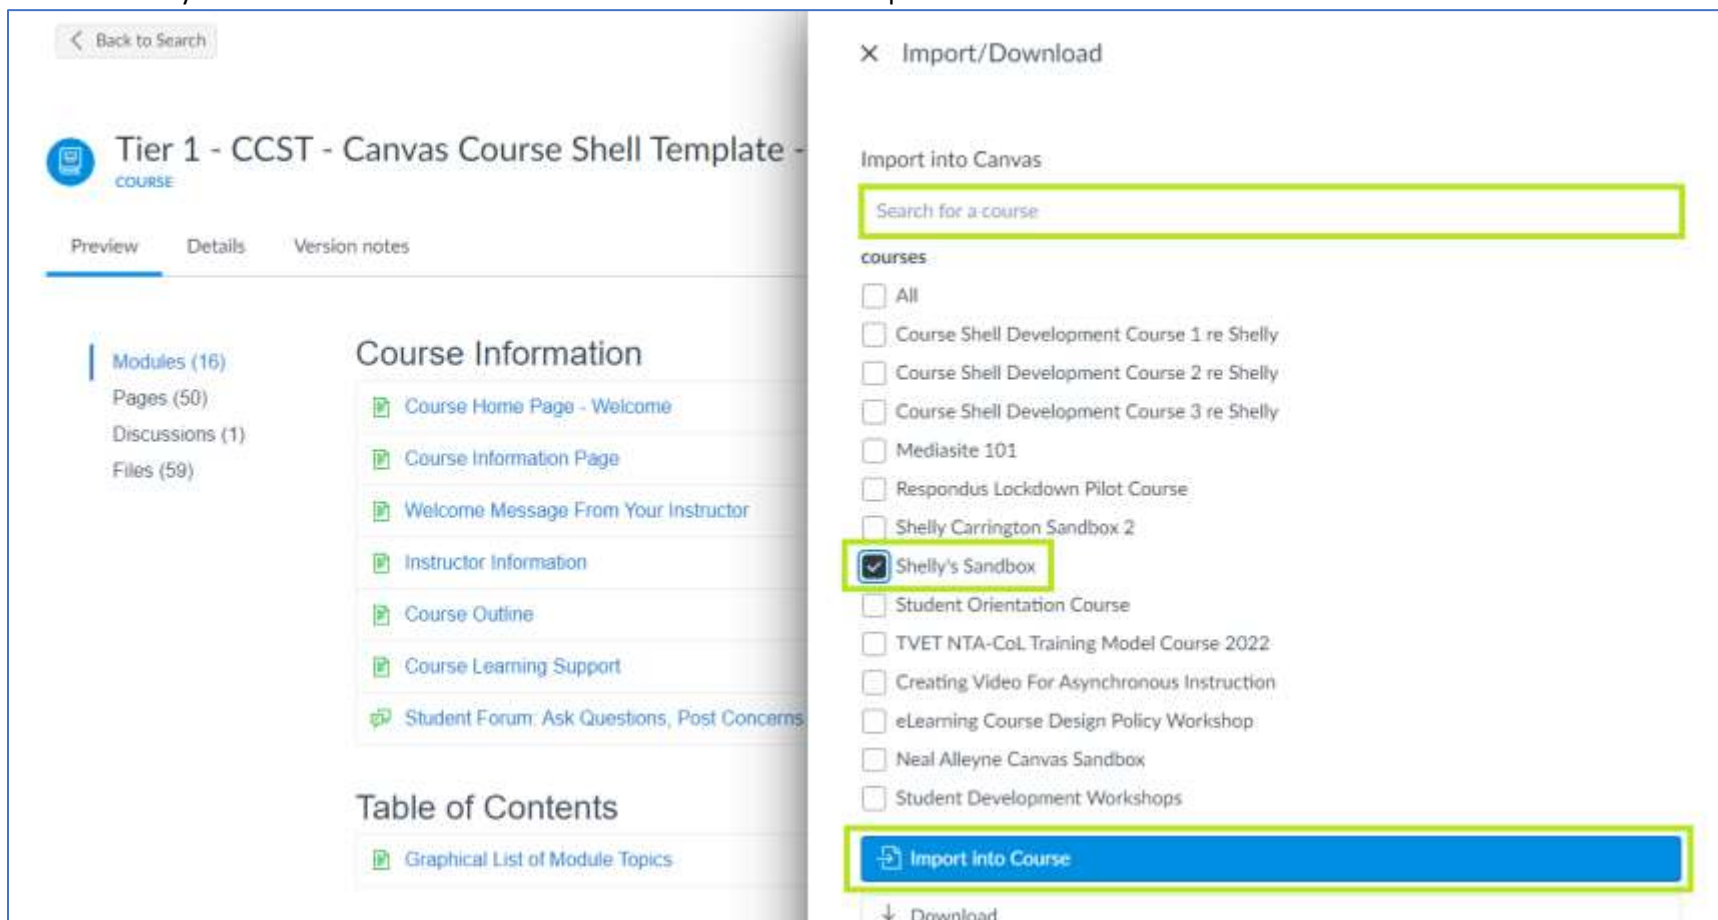 Back to Search
Tier 1 - CCST - Canvas Course Shell Template -
COURSE
Preview
Details
Version notes
Modules (16)
Pages (50)
Discussions (1)
Files (59)
Course Information
Course Home Page - Welcome
Course Information Page
Welcome Message From Your Instructor
Instructor Information
Course Outline
Course Learning Support
Student Forum: Ask Questions, Post Concerns
Table of Contents
Graphical List of Module Topics
Import/Download
Import into Canvas
Search for a course
courses
All
Course Shell Development Course 1 re Shelly
Course Shell Development Course 2 re Shelly
Course Shell Development Course 3 re Shelly
Mediasite 101
Respondus Lockdown Pilot Course
Shelly Carrington Sandbox 2
Shelly's Sandbox
Student Orientation Course
TVET NTA-CoL Training Model Course 2022
Creating Video For Asynchronous Instruction
eLearning Course Design Policy Workshop
Neal Alleyne Canvas Sandbox
Student Development Workshops
Import into Course
Download